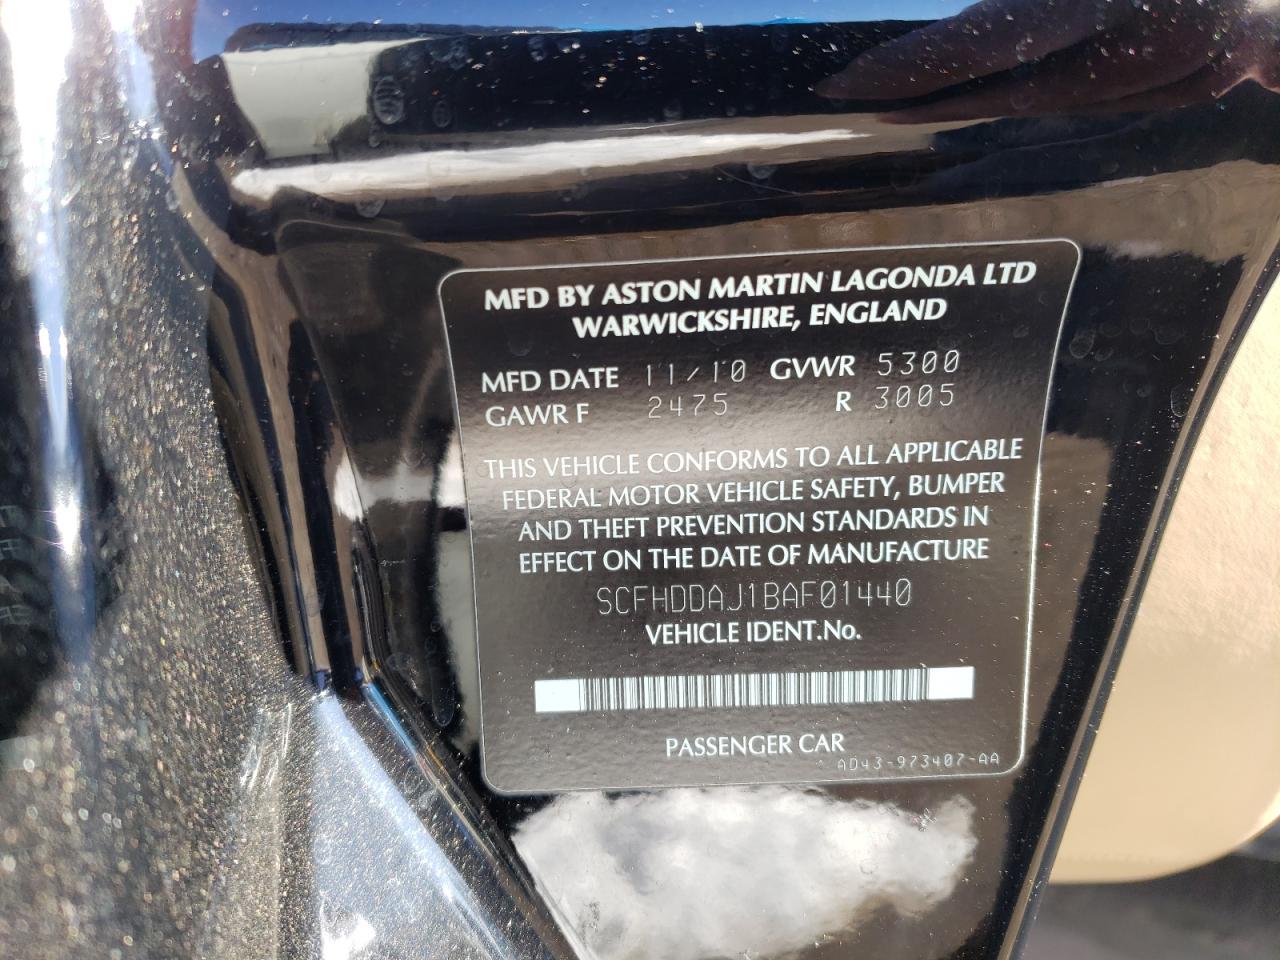 MFD BY ASTON MARTIN LAGONDA LTD
WARWICKSHIRE, ENGLAND
MFD DATE 11/10 GVWR 5300
GAWR F 2475 R 3005
THIS VEHICLE CONFORMS TO ALL APPLICABLE
FEDERAL MOTOR VEHICLE SAFETY, BUMPER
AND THEFT PREVENTION STANDARDS IN
EFFECT ON THE DATE OF MANUFACTURE
SCFHDDAJ1BAF01440
VEHICLE IDENT.No.
PASSENGER CAR
AD43-973407-AA